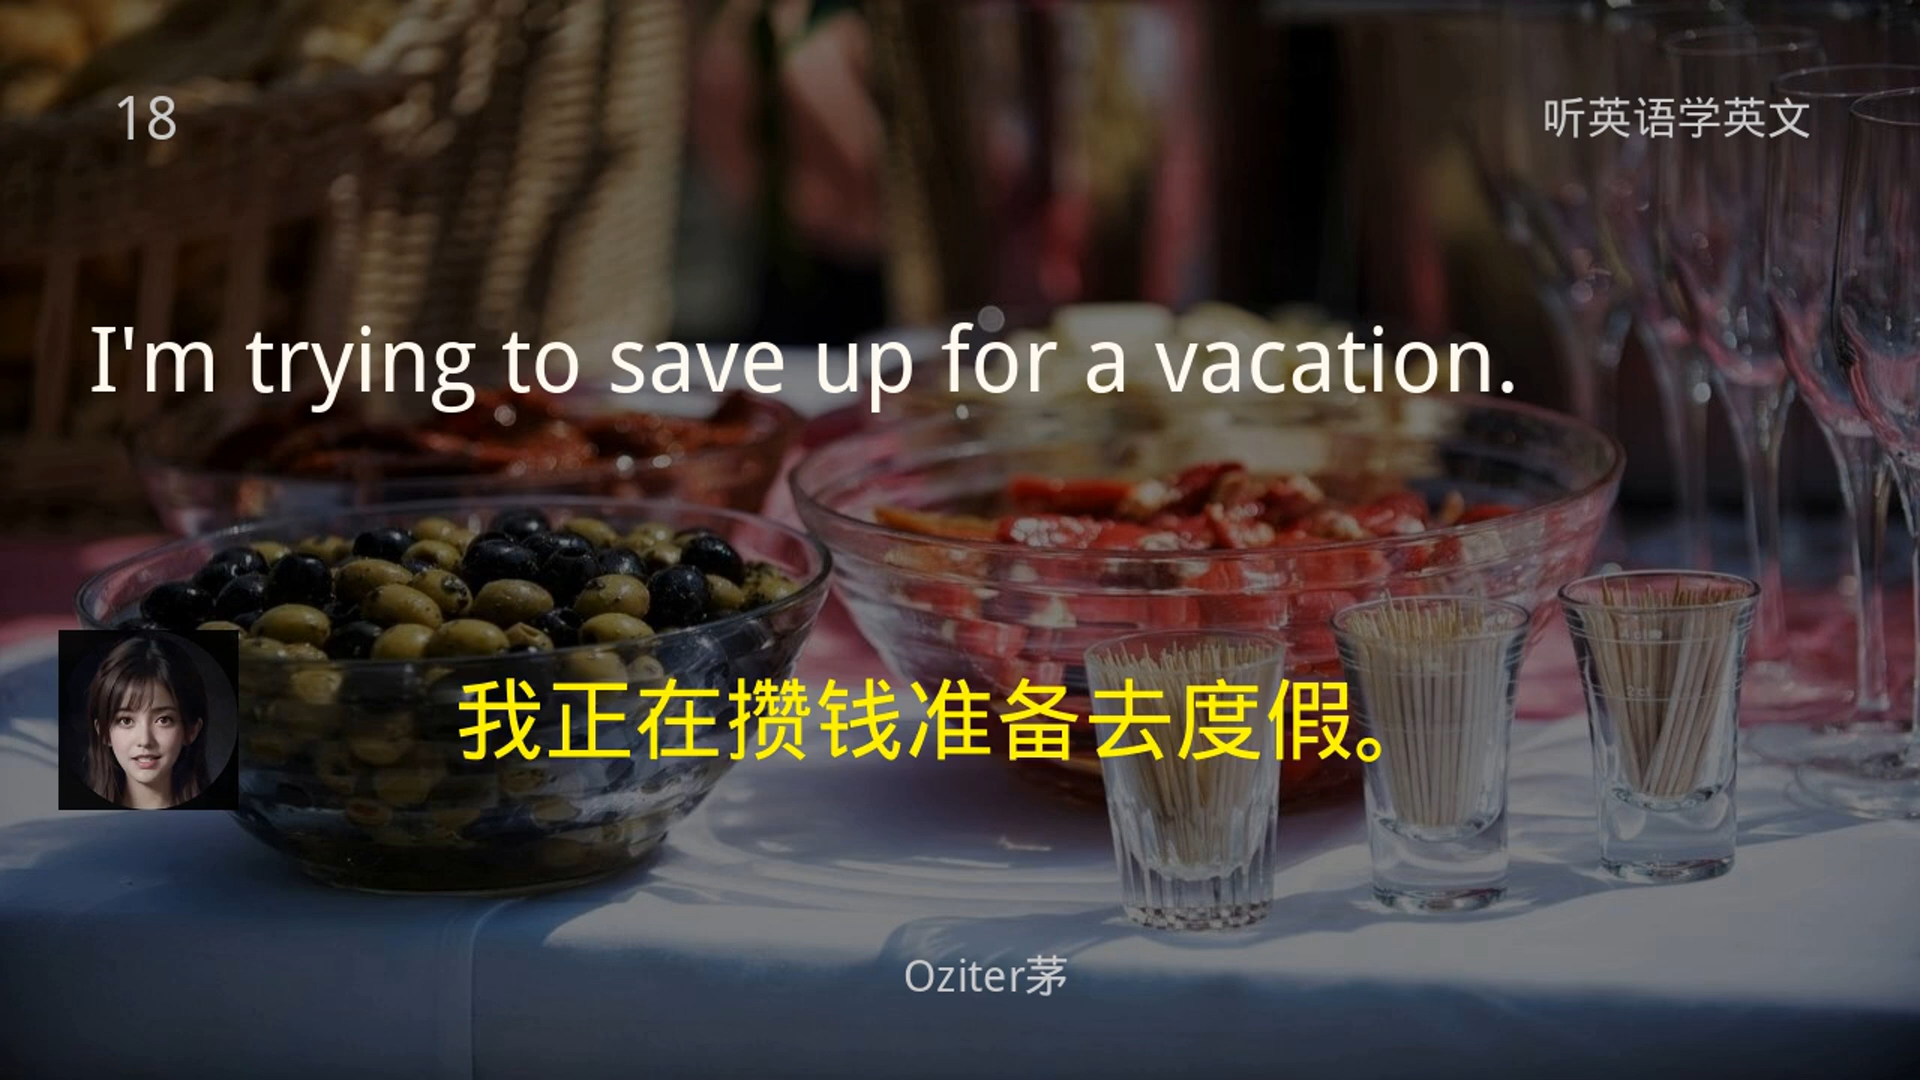 18
听英语学英文
I'm trying to save up for a vacation.
我正在攒钱准备去度假。
Oziter茅